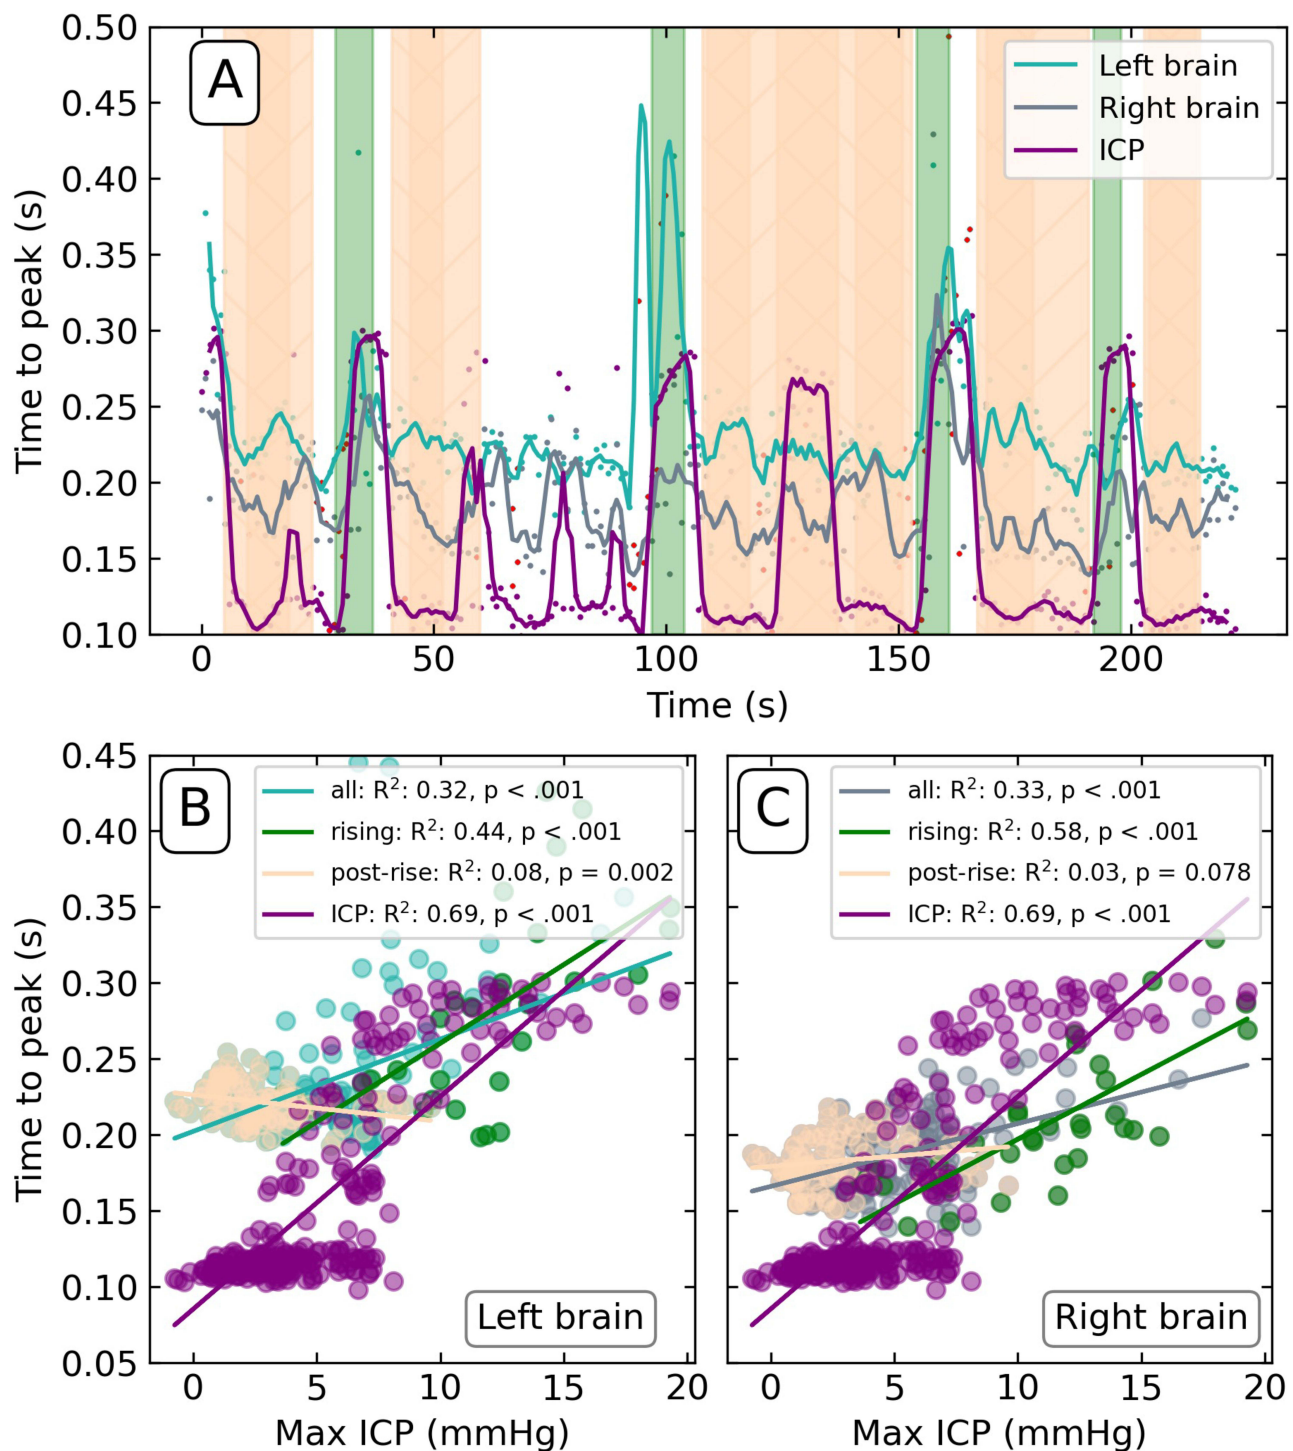 A
Left brain
Right brain
ICP
0.50
0.45
0.40
0.35
0.30
0.25
0.20
0.15
0.10
Time to peak (s)
0 50 100 150 200
Time (s)
B
all: R²: 0.32, p < .001
rising: R²: 0.44, p < .001
post-rise: R²: 0.08, p = 0.002
ICP: R²: 0.69, p < .001
0.45
0.40
0.35
0.30
0.25
0.20
0.15
0.10
0.05
Time to peak (s)
Left brain
0 5 10 15 20
Max ICP (mmHg)
C
all: R²: 0.33, p < .001
rising: R²: 0.58, p < .001
post-rise: R²: 0.03, p = 0.078
ICP: R²: 0.69, p < .001
Right brain
0 5 10 15 20
Max ICP (mmHg)